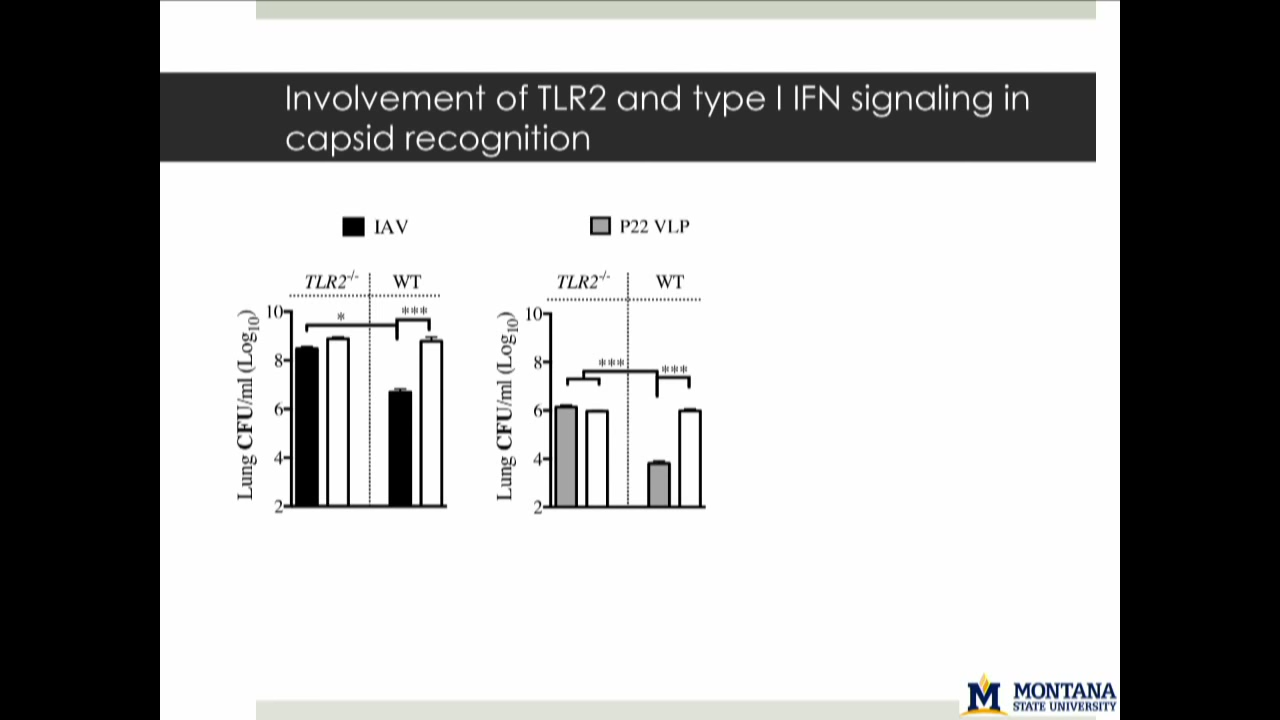 Involvement of TLR2 and type I IFN signaling in
capsid recognition
IAV
TLR2-/-
WT
Lung CFU/ml (Log10)
10
8
6
4
2
*
***
P22 VLP
TLR2-/-
WT
Lung CFU/ml (Log10)
10
8
6
4
2
***
***
M
MONTANA
STATE UNIVERSITY